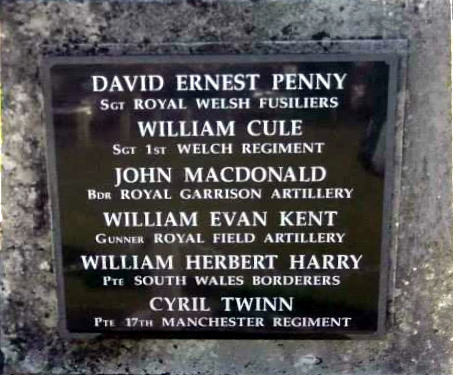 DAVID ERNEST PENNY
SGT ROYAL WELSH FUSILIERS
WILLIAM CULE
SGT 1ST WELCH REGIMENT
JOHN MACDONALD
BDR ROYAL GARRISON ARTILLERY
WILLIAM EVAN KENT
GUNNER ROYAL FIELD ARTILLERY
WILLIAM HERBERT HARRY
PTE SOUTH WALES BORDERERS
CYRIL TWINN
PTE 17TH MANCHESTER REGIMENT